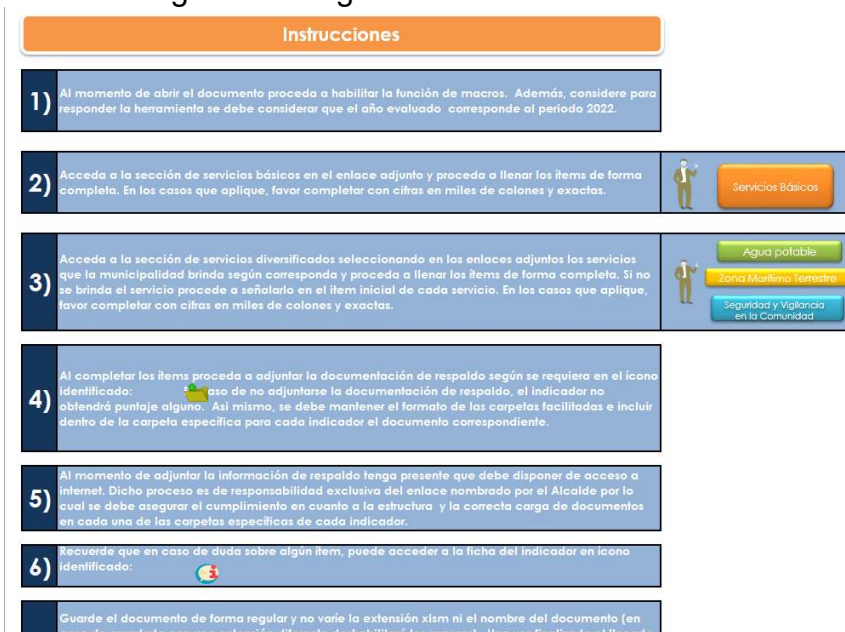 Instrucciones
1) Al momento de abrir el documento proceda a habilitar la función de macros. Además, considere para
responder la herramienta se debe considerar que el año evaluado corresponde al periodo 2022.
2) Acceda a la sección de servicios básicos en el enlace adjunto y proceda a llenar los ítems de forma
completa. En los casos que aplique, favor completar con cifras en miles de colones y exactas.
Servicios Básicos
3) Acceda a la sección de servicios diversificados seleccionando en los enlaces adjuntos los servicios
que la municipalidad brinda según corresponda y proceda a llenar los ítems de forma completa. Si no
se brinda el servicio procede a señalarlo en el item inicial de cada servicio. En los casos que aplique,
favor completar con cifras en miles de colones y exactas.
Agua potable
Zona Marítimo Terrestre
Seguridad y Vigilancia
en la Comunidad
4) Al completar los ítems proceda a adjuntar la documentación de respaldo según se requiera en el ícono
identificado: aso de no adjuntarse la documentación de respaldo, el indicador no
obtendrá puntaje alguno. Así mismo, se debe mantener el formato de las carpetas facilitadas e incluir
dentro de la carpeta específica para cada indicador el documento correspondiente.
5) Al momento de adjuntar la información de respaldo tenga presente que debe disponer de acceso a
internet. Dicho proceso es de responsabilidad exclusiva del enlace nombrado por el Alcalde por lo
cual se debe asegurar el cumplimiento en cuanto a la estructura y la correcta carga de documentos
en cada una de las carpetas específicas de cada indicador.
6) Recuerde que en caso de duda sobre algún ítem, puede acceder a la ficha del indicador en ícono
identificado:
Guarde el documento de forma regular y no varíe la extensión xlsm ni el nombre del documento (en